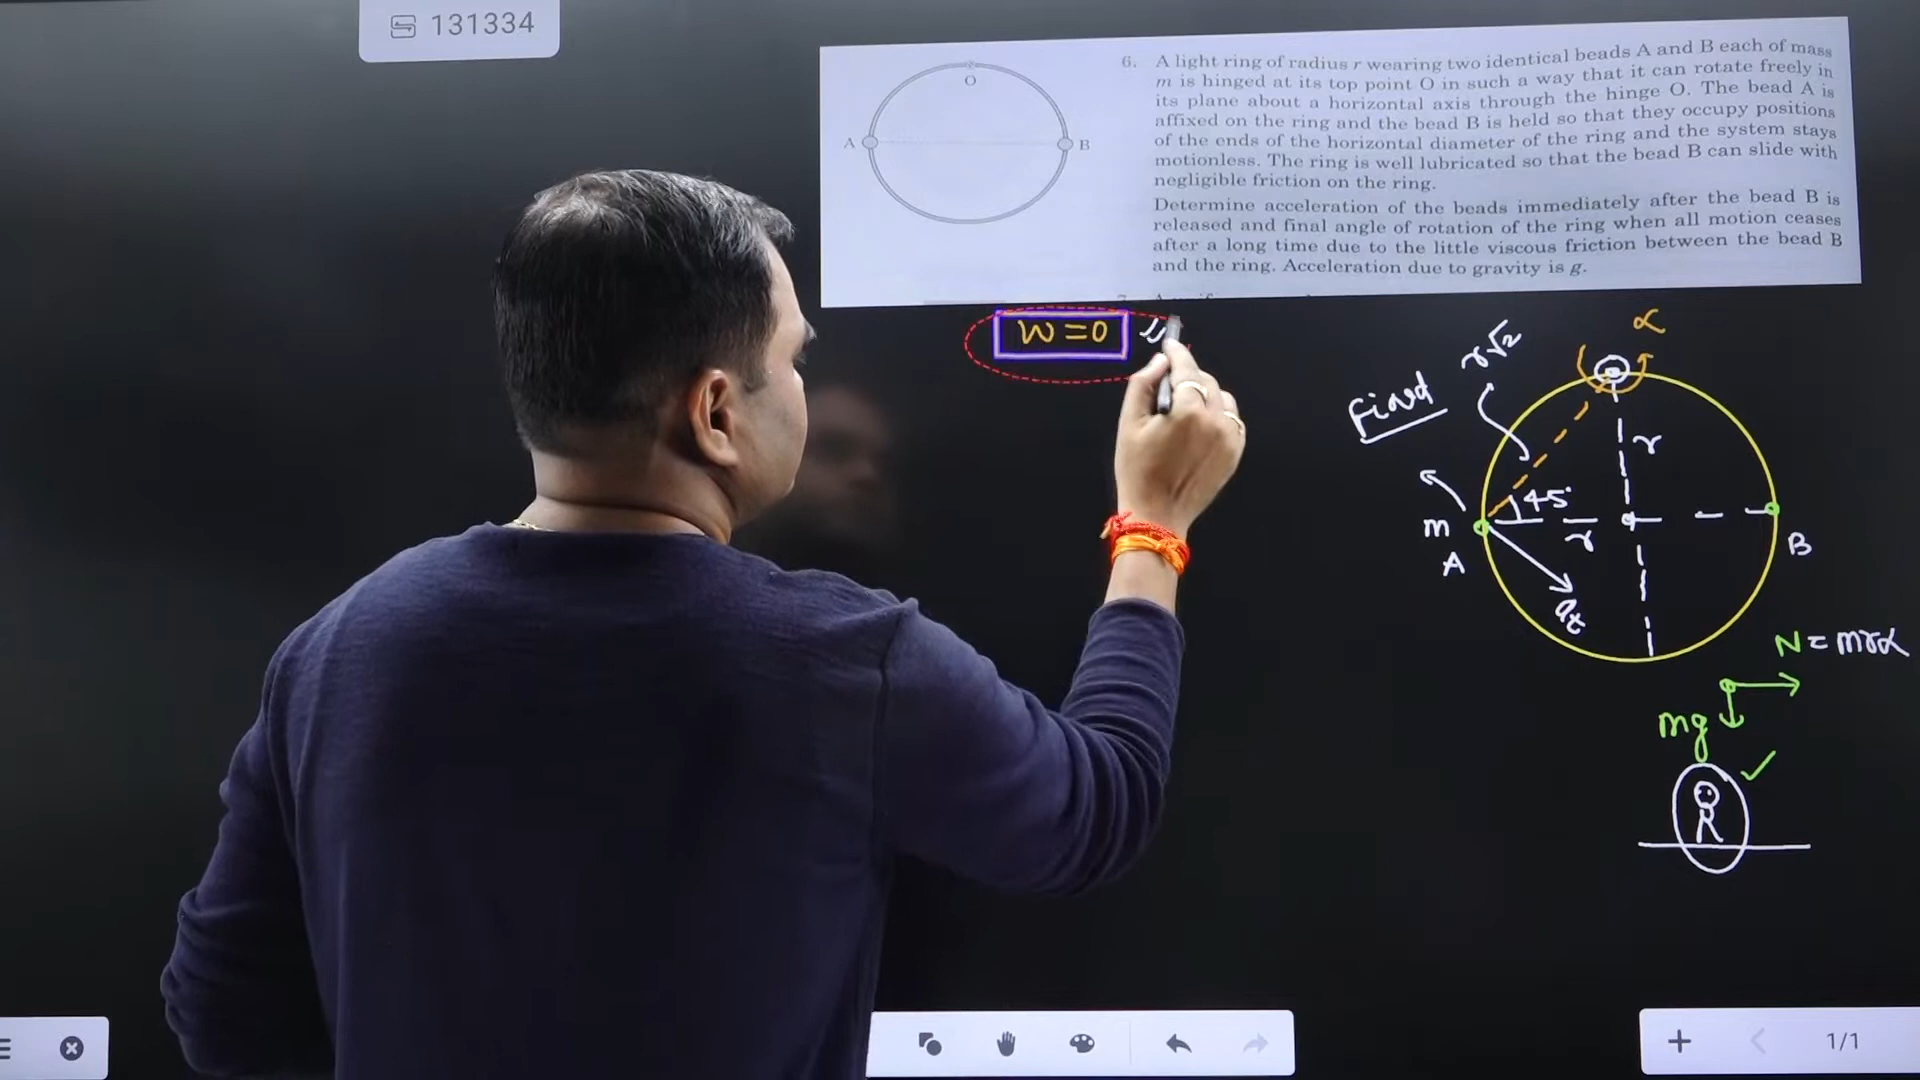 131334
O
A
B
6. A light ring of radius r wearing two identical beads A and B each of mass
m is hinged at its top point O in such a way that it can rotate freely in
its plane about a horizontal axis through the hinge O. The bead A is
affixed on the ring and the bead B is held so that they occupy positions
of the ends of the horizontal diameter of the ring and the system stays
motionless. The ring is well lubricated so that the bead B can slide with
negligible friction on the ring.
Determine acceleration of the beads immediately after the bead B is
released and final angle of rotation of the ring when all motion ceases
after a long time due to the little viscous friction between the bead B
and the ring. Acceleration due to gravity is g.
W=0
α
r√2
Find
r
45°
m
r
A
B
at
N = mrα
mg
1/1